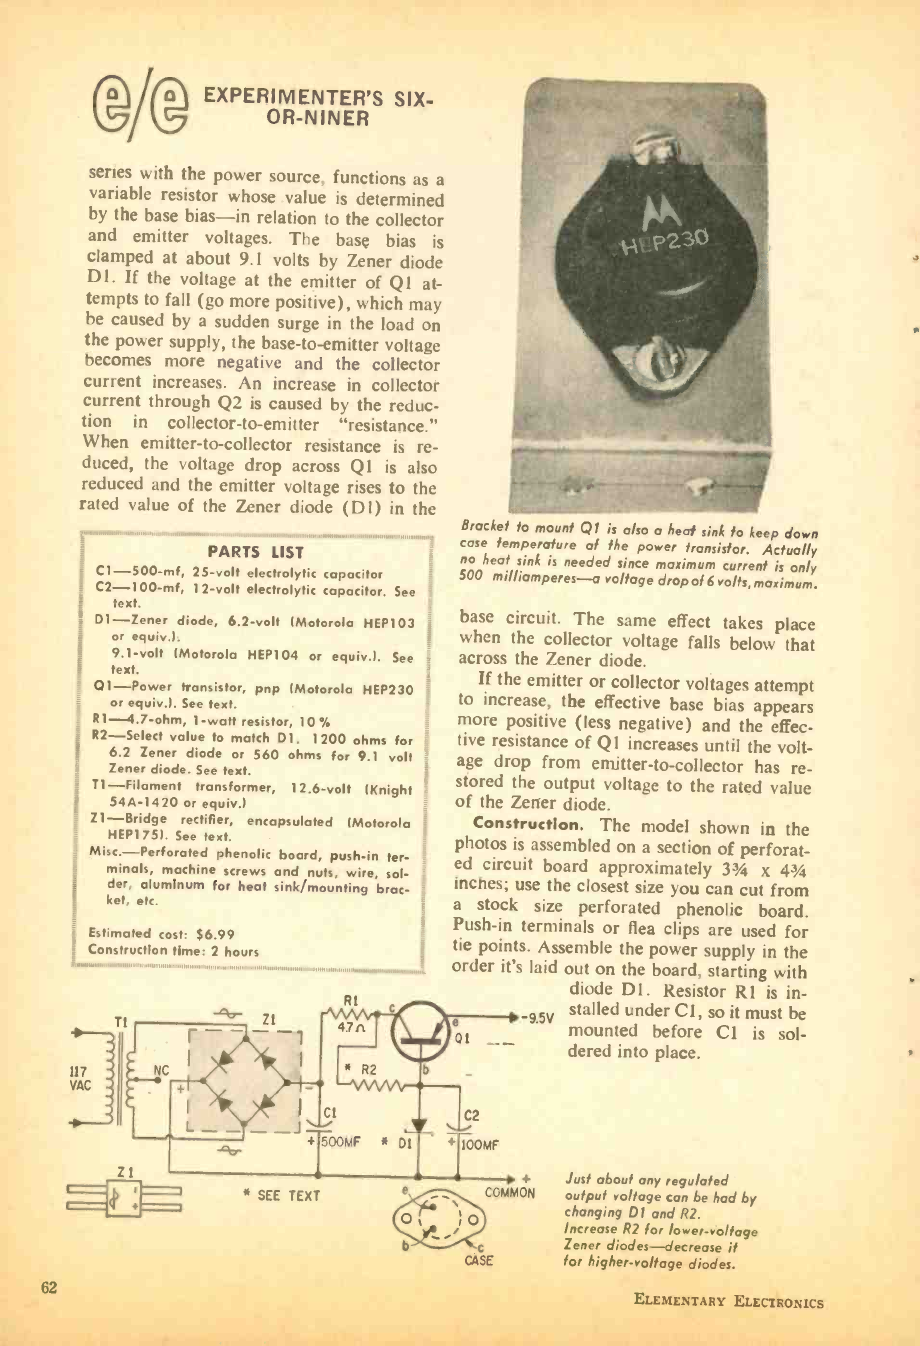 e/e
EXPERIMENTER'S SIX-
OR-NINER
series with the power source, functions as a
variable resistor whose value is determined
by the base bias—in relation to the collector
and emitter voltages. The base bias is
clamped at about 9.1 volts by Zener diode
D1. If the voltage at the emitter of Q1 at-
tempts to fall (go more positive), which may
be caused by a sudden surge in the load on
the power supply, the base-to-emitter voltage
becomes more negative and the collector
current increases. An increase in collector
current through Q2 is caused by the reduc-
tion in collector-to-emitter “resistance.”
When emitter-to-collector resistance is re-
duced, the voltage drop across Q1 is also
reduced and the emitter voltage rises to the
rated value of the Zener diode (D1) in the
PARTS LIST
C1—500-mf, 25-volt electrolytic capacitor
C2—100-mf, 12-volt electrolytic capacitor. See
text.
D1—Zener diode, 6.2-volt (Motorola HEP103
or equiv.).
9.1-volt (Motorola HEP104 or equiv.). See
text.
Q1—Power transistor, pnp (Motorola HEP230
or equiv.). See text.
R1—4.7-ohm, 1-watt resistor, 10%
R2—Select value to match D1. 1200 ohms for
6.2 Zener diode or 560 ohms for 9.1 volt
Zener diode. See text.
T1—Filament transformer, 12.6-volt (Knight
54A-1420 or equiv.)
Z1—Bridge rectifier, encapsulated (Motorola
HEP175). See text.
Misc.—Perforated phenolic board, push-in ter-
minals, machine screws and nuts, wire, sol-
der, aluminum for heat sink/mounting brac-
ket, etc.
Estimated cost: $6.99
Construction time: 2 hours
HEP230
Bracket to mount Q1 is also a heat sink to keep down
case temperature of the power transistor. Actually
no heat sink is needed since maximum current is only
500 milliamperes—a voltage drop of 6 volts, maximum.
base circuit. The same effect takes place
when the collector voltage falls below that
across the Zener diode.
If the emitter or collector voltages attempt
to increase, the effective base bias appears
more positive (less negative) and the effec-
tive resistance of Q1 increases until the volt-
age drop from emitter-to-collector has re-
stored the output voltage to the rated value
of the Zener diode.
Construction. The model shown in the
photos is assembled on a section of perforat-
ed circuit board approximately 3¾ x 4¾
inches; use the closest size you can cut from
a stock size perforated phenolic board.
Push-in terminals or flea clips are used for
tie points. Assemble the power supply in the
order it's laid out on the board, starting with
diode D1. Resistor R1 is in-
stalled under C1, so it must be
mounted before C1 is sol-
dered into place.
T1
117
VAC
NC
Z1
+
−
R1
4.7Ω
c
e
Q1
b
-9.5V
* R2
C1
+ 500MF
* D1
C2
+ 100MF
−
+
COMMON
Z1
- +
* SEE TEXT
e
b
c
CASE
Just about any regulated
output voltage can be had by
changing D1 and R2.
Increase R2 for lower-voltage
Zener diodes—decrease it
for higher-voltage diodes.
62
ELEMENTARY ELECTRONICS